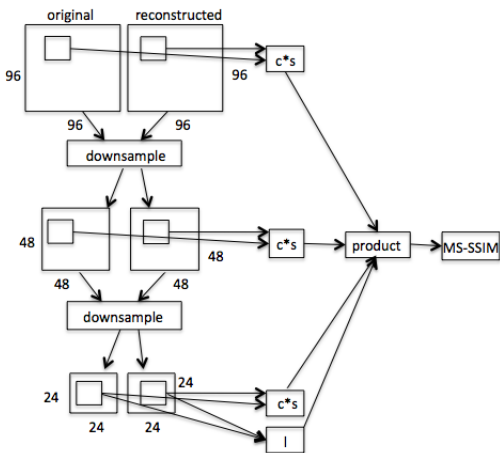 original reconstructed
96 96 c*s
96 96
downsample
48 48 c*s product MS-SSIM
48 48
downsample
24 24 c*s
24 24 l